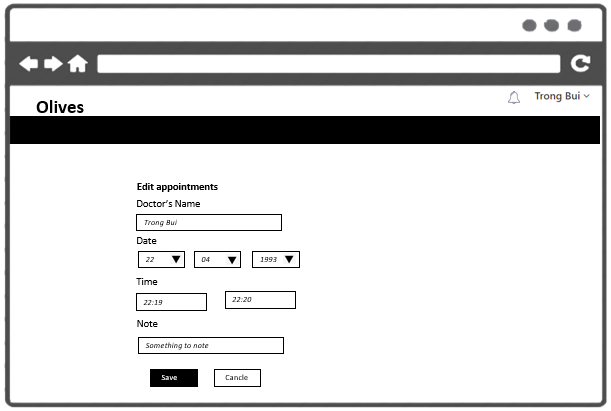 Trong Bui
Olives
Edit appointments
Doctor's Name
Trong Bui
Date
22 04 1993
Time
22:19 22:20
Note
Something to note
Save Cancle